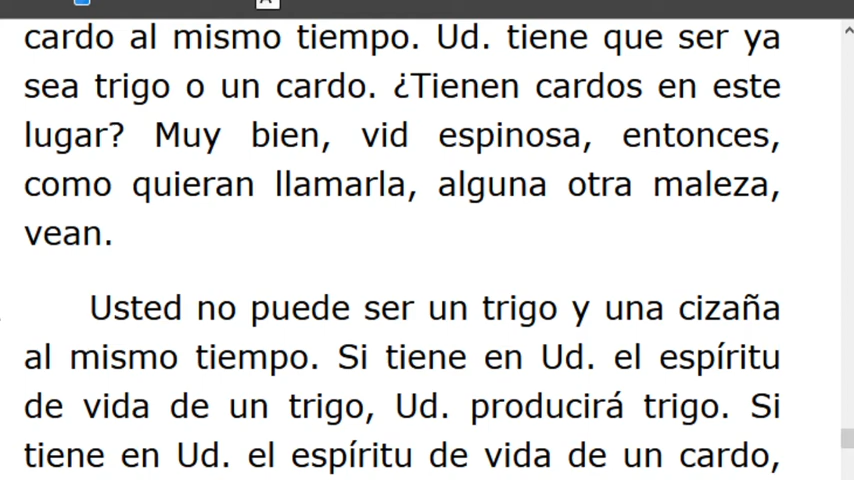 cardo al mismo tiempo. Ud. tiene que ser ya
sea trigo o un cardo. ¿Tienen cardos en este
lugar? Muy bien, vid espinosa, entonces,
como quieran llamarla, alguna otra maleza,
vean.
Usted no puede ser un trigo y una cizaña
al mismo tiempo. Si tiene en Ud. el espíritu
de vida de un trigo, Ud. producirá trigo. Si
tiene en Ud. el espíritu de vida de un cardo,